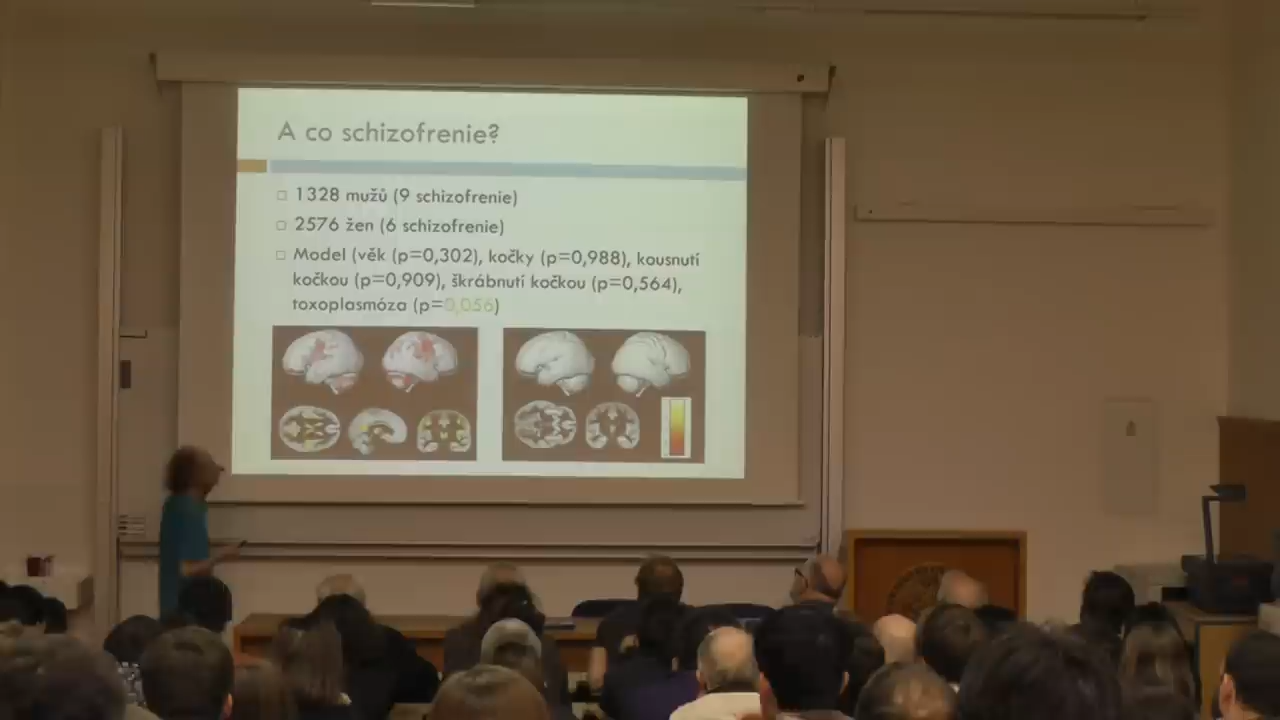 A co schizofrenie?
1328 mužů (9 schizofrenie)
2576 žen (6 schizofrenie)
Model (věk (p=0,302), kočky (p=0,988), kousnutí
kočkou (p=0,909), škrábnutí kočkou (p=0,564),
toxoplasmóza (p=0,056)